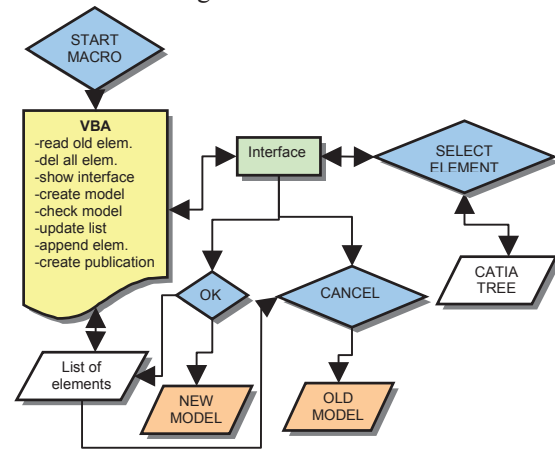 START
MACRO
VBA
-read old elem.
-del all elem.
-show interface
-create model
-check model
-update list
-append elem.
-create publication
Interface
SELECT
ELEMENT
CATIA
TREE
OK
CANCEL
List of
elements
NEW
MODEL
OLD
MODEL